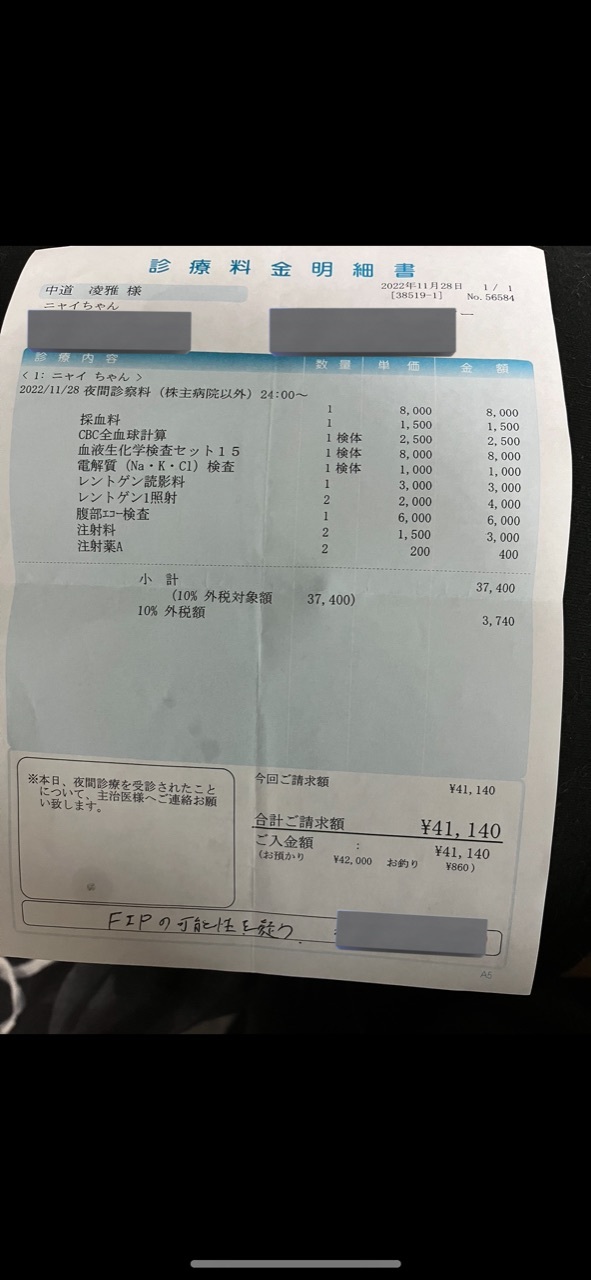 診療料金明細書
中道 凌雅 様
2022年11月28日 1/1
[38519-1] No.56584
ニャイちゃん
診療内容 数量 単価 金額
<1: ニャイ ちゃん>
2022/11/28 夜間診察料(株主病院以外)24:00～ 1 8,000 8,000
採血料 1 1,500 1,500
CBC全血球計算 1検体 2,500 2,500
血液生化学検査セット15 1検体 8,000 8,000
電解質(Na・K・Cl)検査 1検体 1,000 1,000
レントゲン読影料 1 3,000 3,000
レントゲン1照射 2 2,000 4,000
腹部エコー検査 1 6,000 6,000
注射料 2 1,500 3,000
注射薬A 2 200 400
小 計 37,400
(10% 外税対象額 37,400)
10% 外税額 3,740
※本日、夜間診療を受診されたこと
について、主治医様へご連絡お願
い致します。
今回ご請求額 ¥41,140
合計ご請求額 ¥41,140
ご入金額 : ¥41,140
(お預かり ¥42,000 お釣り ¥860)
FIPの可能性を疑う.
A5